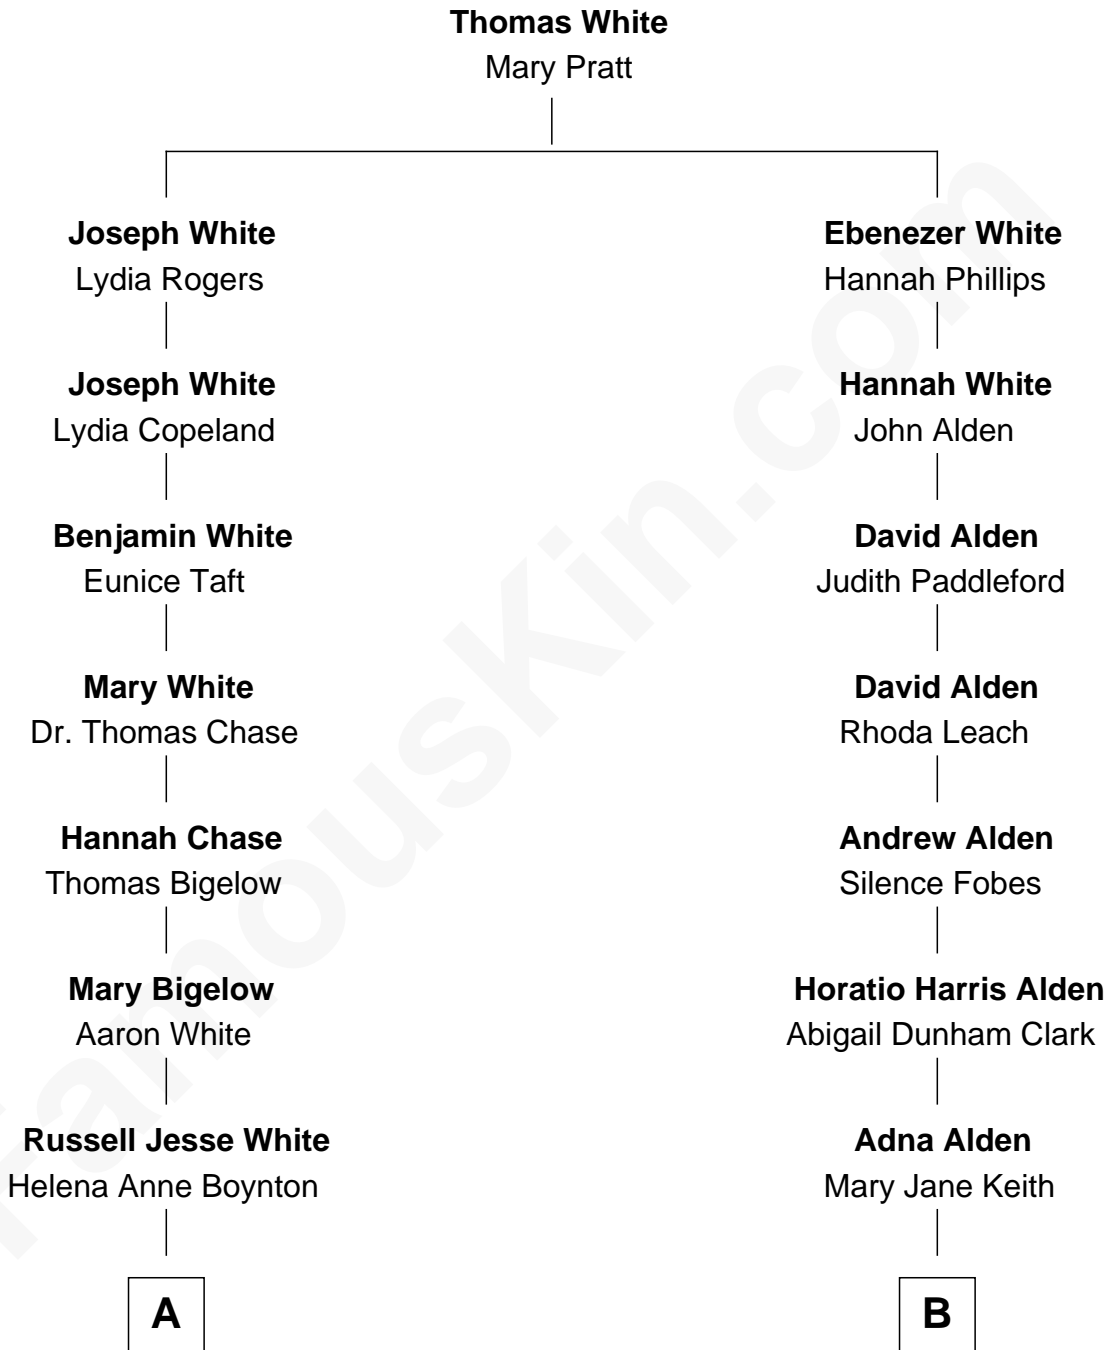 Thomas White
Mary Pratt
Joseph White
Lydia Rogers
Ebenezer White
Hannah Phillips
Joseph White
Lydia Copeland
Hannah White
John Alden
Benjamin White
Eunice Taft
David Alden
Judith Paddleford
Mary White
Dr. Thomas Chase
David Alden
Rhoda Leach
Hannah Chase
Thomas Bigelow
Andrew Alden
Silence Fobes
Mary Bigelow
Aaron White
Horatio Harris Alden
Abigail Dunham Clark
Russell Jesse White
Helena Anne Boynton
Adna Alden
Mary Jane Keith
A
B
FamousKin.com